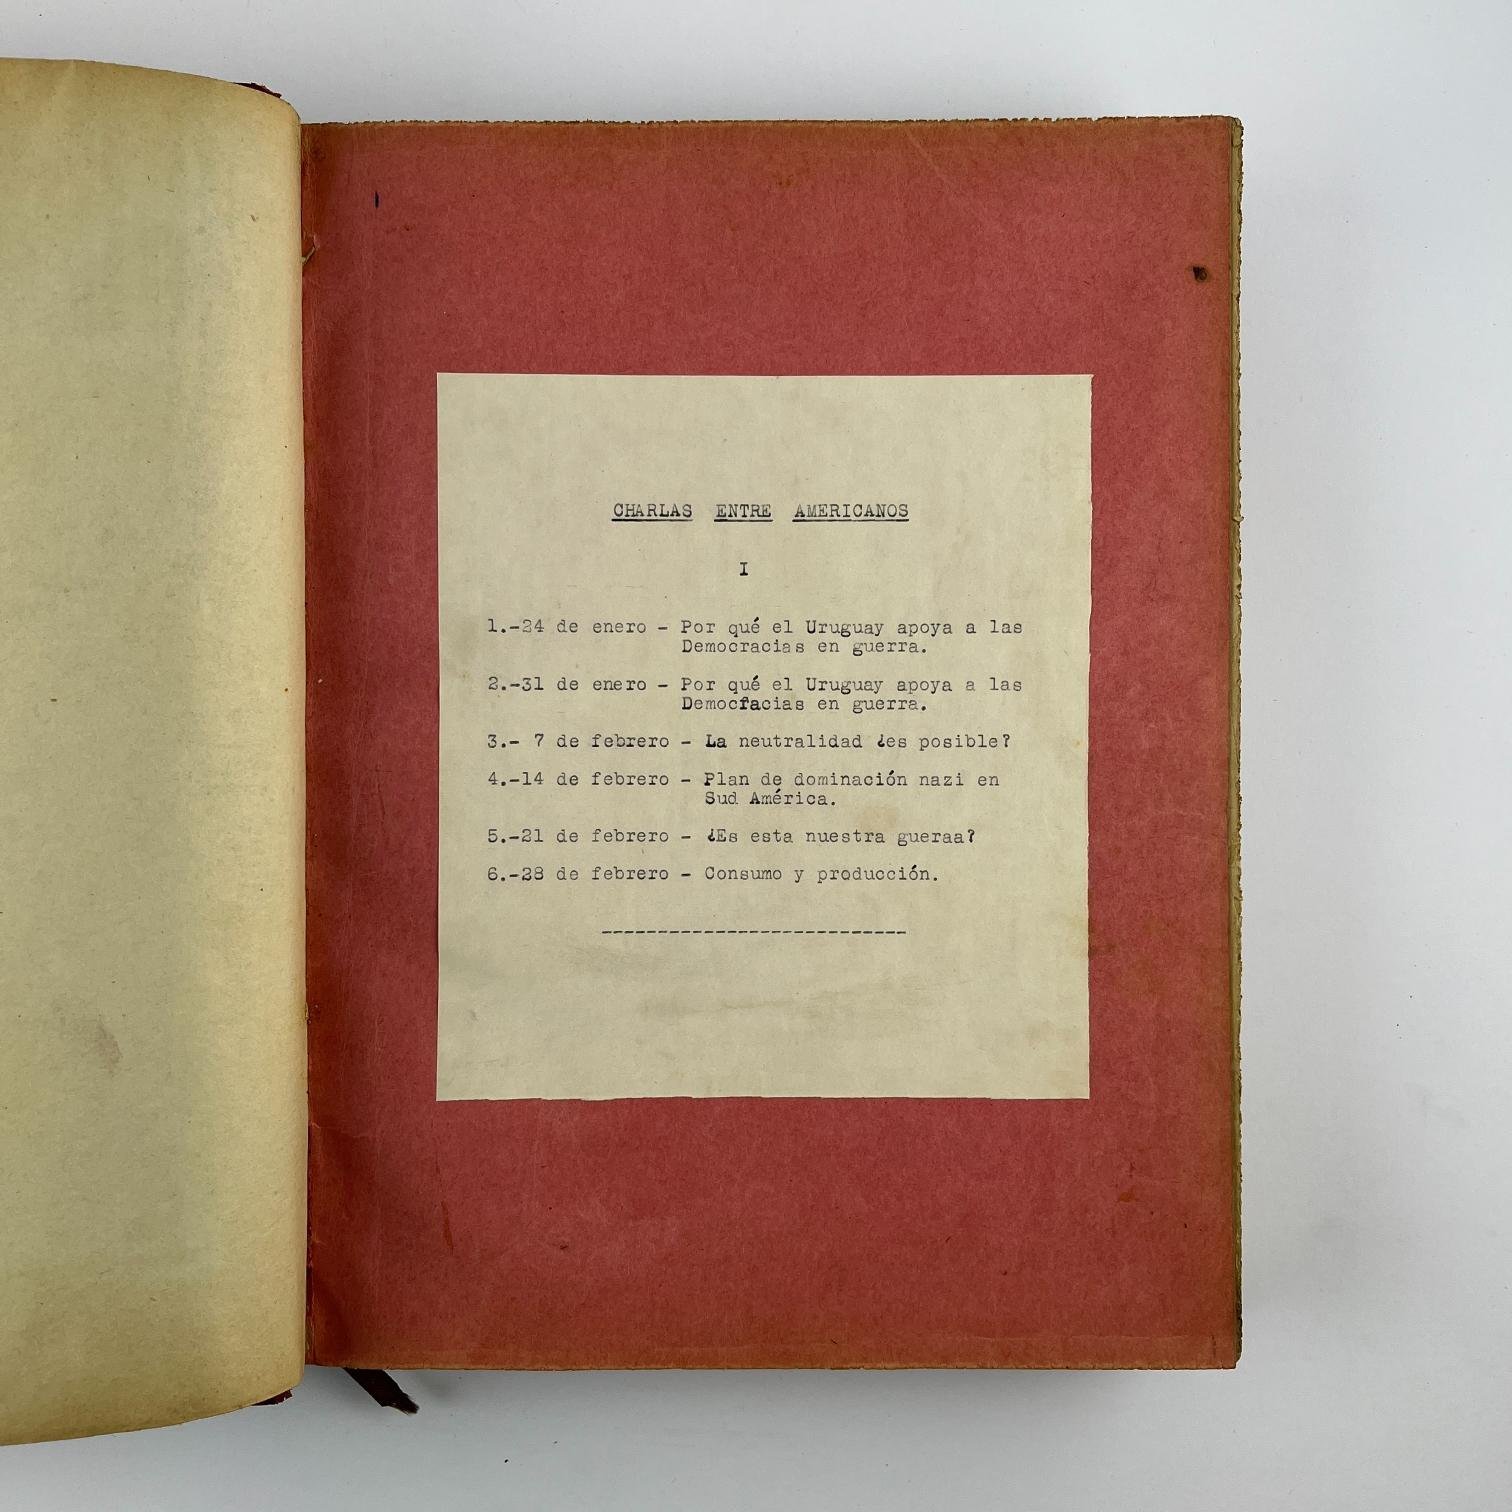 CHARLAS ENTRE AMERICANOS
I
1.-24 de enero - Por qué el Uruguay apoya a las
Democracias en guerra.
2.-31 de enero - Por qué el Uruguay apoya a las
Democracias en guerra.
3.- 7 de febrero - La neutralidad ¿es posible?
4.-14 de febrero - Plan de dominación nazi en
Sud América.
5.-21 de febrero - ¿Es esta nuestra gueraa?
6.-28 de febrero - Consumo y producción.
---------------------------